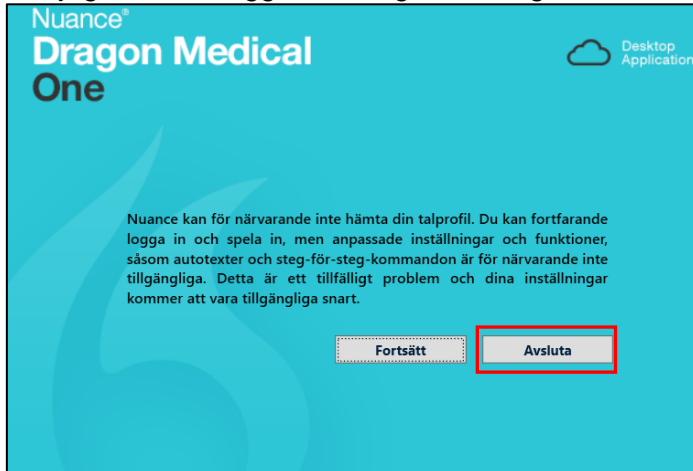 Nuance®
Dragon Medical
One
Desktop
Application
Nuance kan för närvarande inte hämta din talprofil. Du kan fortfarande
logga in och spela in, men anpassade inställningar och funktioner,
såsom autotexter och steg-för-steg-kommandon är för närvarande inte
tillgängliga. Detta är ett tillfälligt problem och dina inställningar
kommer att vara tillgängliga snart.
Fortsätt
Avsluta